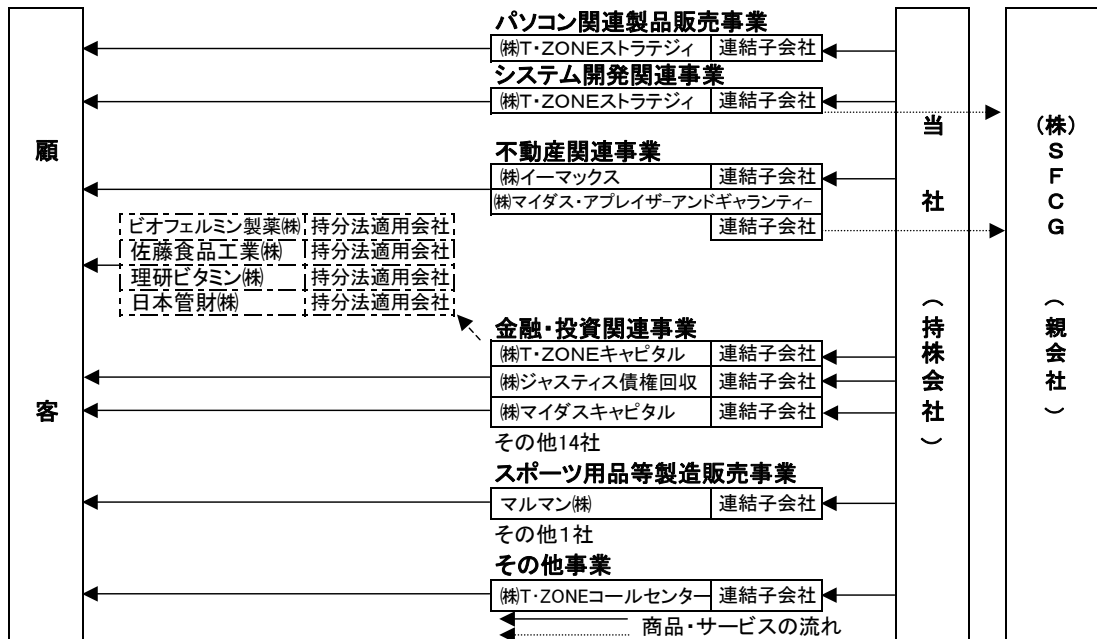 パソコン関連製品販売事業
㈱T・ZONEストラテジィ 連結子会社
システム開発関連事業
㈱T・ZONEストラテジィ 連結子会社
不動産関連事業
㈱イーマックス 連結子会社
㈱マイダス・アプレイザｰアンドギャランティｰ
連結子会社
ビオフェルミン製薬㈱ 持分法適用会社
佐藤食品工業㈱ 持分法適用会社
理研ビタミン㈱ 持分法適用会社
日本管財㈱ 持分法適用会社
金融・投資関連事業
㈱T・ZONEキャピタル 連結子会社
㈱ジャスティス債権回収 連結子会社
㈱マイダスキャピタル 連結子会社
その他14社
スポーツ用品等製造販売事業
マルマン㈱ 連結子会社
その他1社
その他事業
㈱T・ZONEコールセンター 連結子会社
商品・サービスの流れ
顧客
当社(持株会社)
(株)SFCG(親会社)